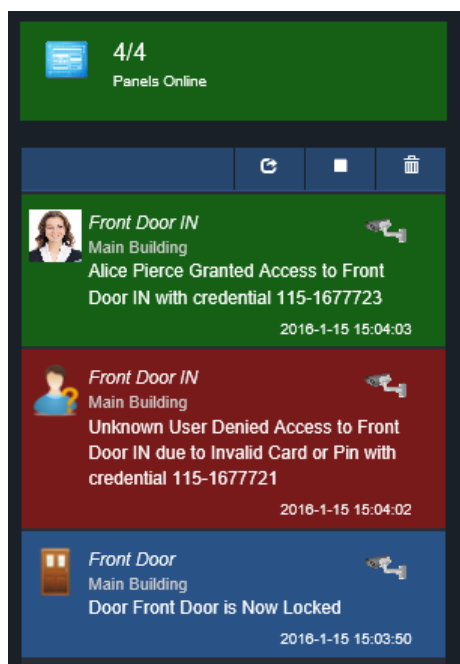 4/4
Panels Online
Front Door IN
Main Building
Alice Pierce Granted Access to Front
Door IN with credential 115-1677723
2016-1-15 15:04:03
Front Door IN
Main Building
Unknown User Denied Access to Front
Door IN due to Invalid Card or Pin with
credential 115-1677721
2016-1-15 15:04:02
Front Door
Main Building
Door Front Door is Now Locked
2016-1-15 15:03:50